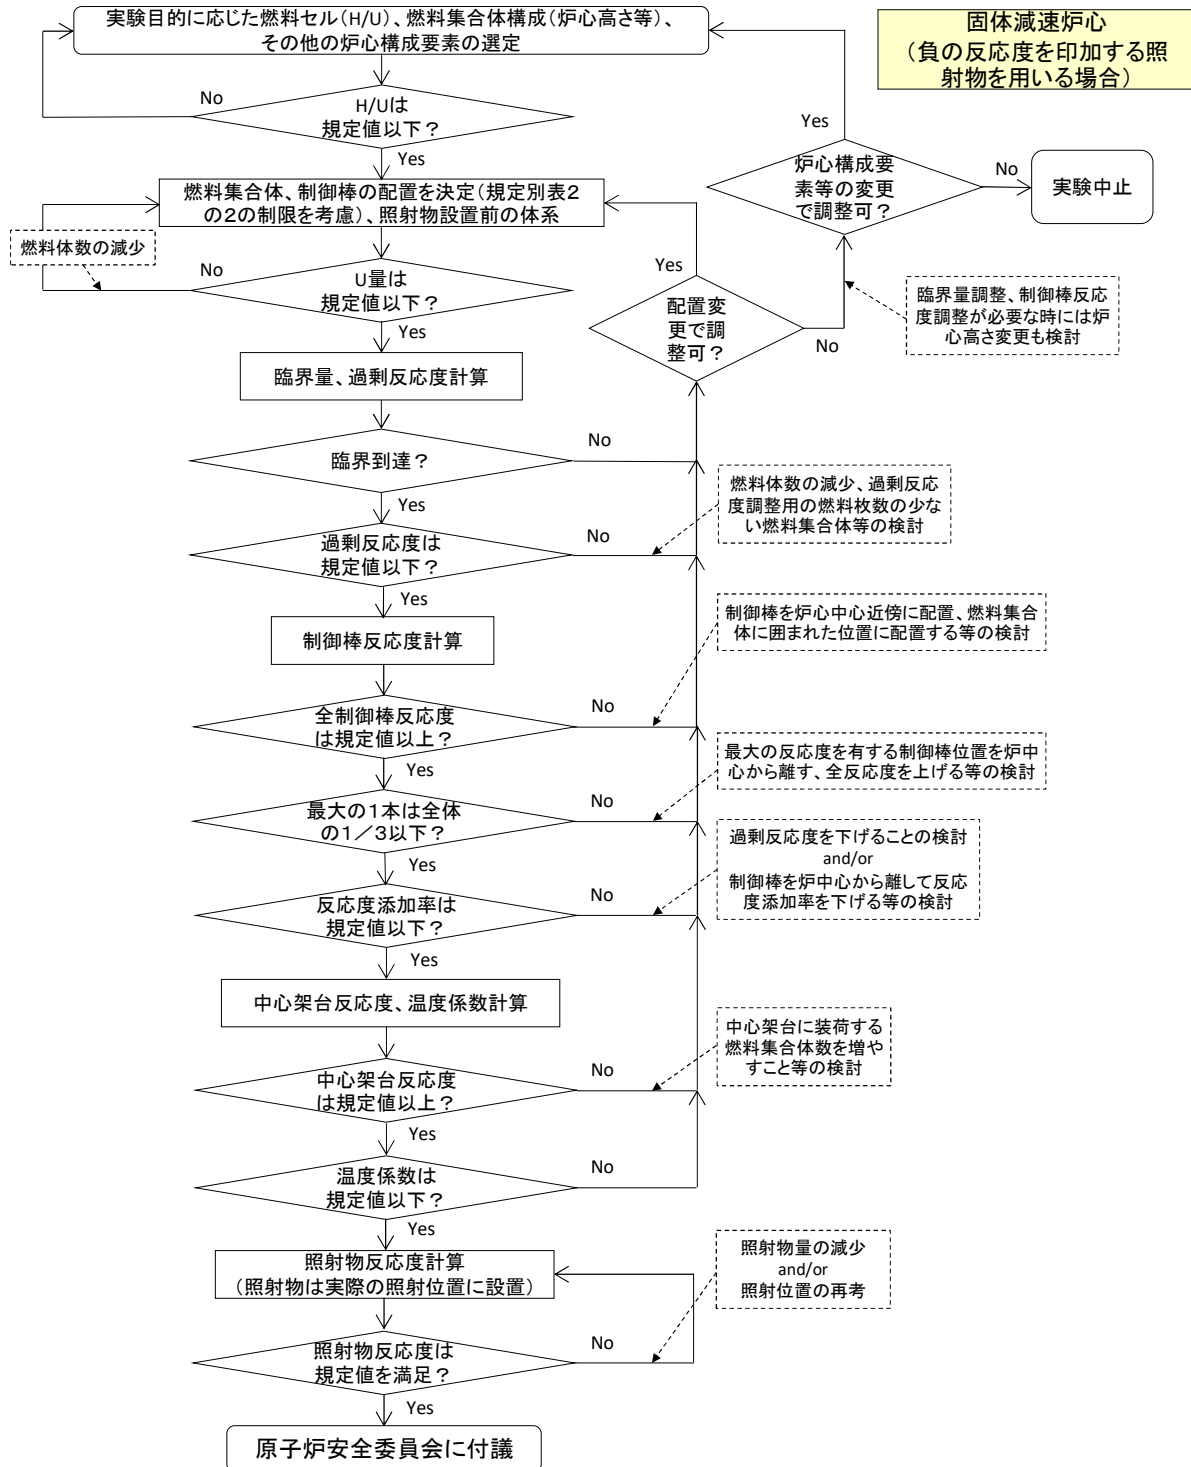 実験目的に応じた燃料セル（H/U）、燃料集合体構成（炉心高さ等）、
その他の炉心構成要素の選定
固体減速炉心
（負の反応度を印加する照
射物を用いる場合）
No
H/Uは
規定値以下？
Yes
Yes
炉心構成要
素等の変更
で調整可？
No
実験中止
燃料集合体、制御棒の配置を決定（規定別表２
の２の制限を考慮）、照射物設置前の体系
燃料体数の減少
No
U量は
規定値以下？
Yes
Yes
配置変
更で調
整可？
No
臨界量調整、制御棒反応
度調整が必要な時には炉
心高さ変更も検討
臨界量、過剰反応度計算
臨界到達？
No
Yes
燃料体数の減少、過剰反応
度調整用の燃料枚数の少な
い燃料集合体等の検討
過剰反応度は
規定値以下？
No
Yes
制御棒反応度計算
制御棒を炉心中心近傍に配置、燃料集合
体に囲まれた位置に配置する等の検討
全制御棒反応度
は規定値以上？
No
Yes
最大の反応度を有する制御棒位置を炉中
心から離す、全反応度を上げる等の検討
最大の１本は全体
の１／３以下？
No
Yes
過剰反応度を下げることの検討
and/or
制御棒を炉中心から離して反応
度添加率を下げる等の検討
反応度添加率は
規定値以下？
No
Yes
中心架台反応度、温度係数計算
中心架台に装荷する
燃料集合体数を増や
すこと等の検討
中心架台反応度
は規定値以上？
No
Yes
温度係数は
規定値以下？
No
Yes
照射物反応度計算
（照射物は実際の照射位置に設置）
照射物量の減少
and/or
照射位置の再考
照射物反応度は
規定値を満足？
No
Yes
原子炉安全委員会に付議